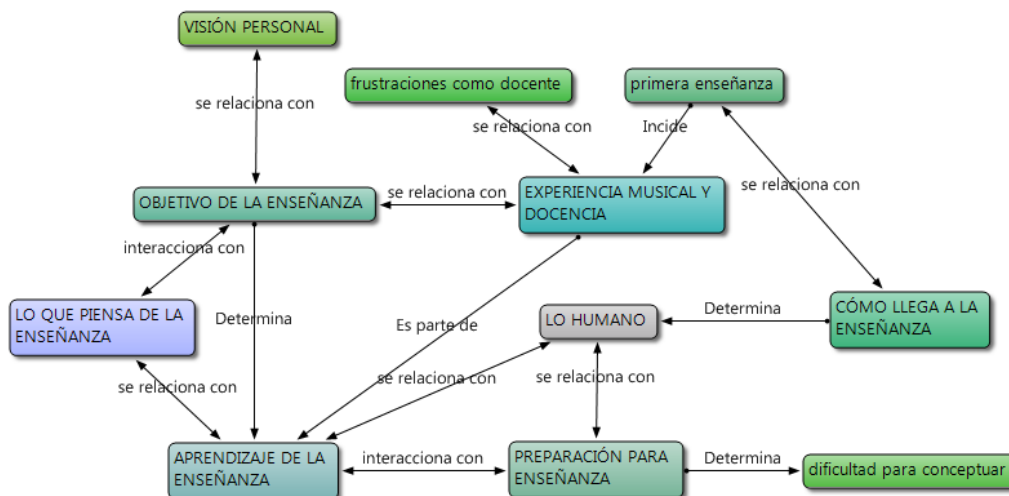 VISIÓN PERSONAL
frustraciones como docente
primera enseñanza
se relaciona con
se relaciona con
Incide
se relaciona con
OBJETIVO DE LA ENSEÑANZA
se relaciona con
EXPERIENCIA MUSICAL Y
DOCENCIA
interacciona con
LO QUE PIENSA DE LA
ENSEÑANZA
Determina
Es parte de
LO HUMANO
Determina
CÓMO LLEGA A LA
ENSEÑANZA
se relaciona con
se relaciona con
se relaciona con
APRENDIZAJE DE LA
ENSEÑANZA
interacciona con
PREPARACIÓN PARA
ENSEÑANZA
Determina
dificultad para conceptuar